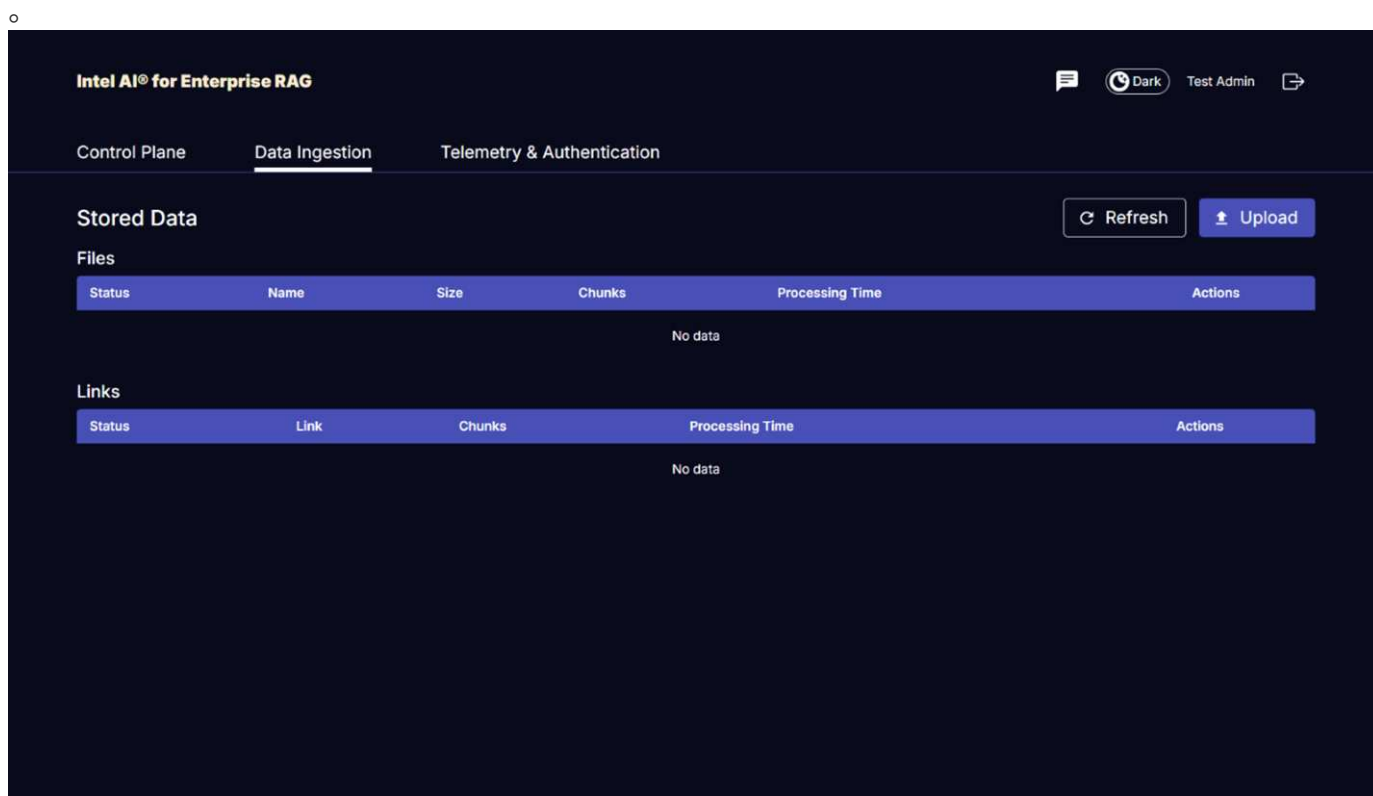 Intel AI® for Enterprise RAG
Dark Test Admin
Control Plane Data Ingestion Telemetry & Authentication
Stored Data Refresh Upload
Files
Status Name Size Chunks Processing Time Actions
No data
Links
Status Link Chunks Processing Time Actions
No data